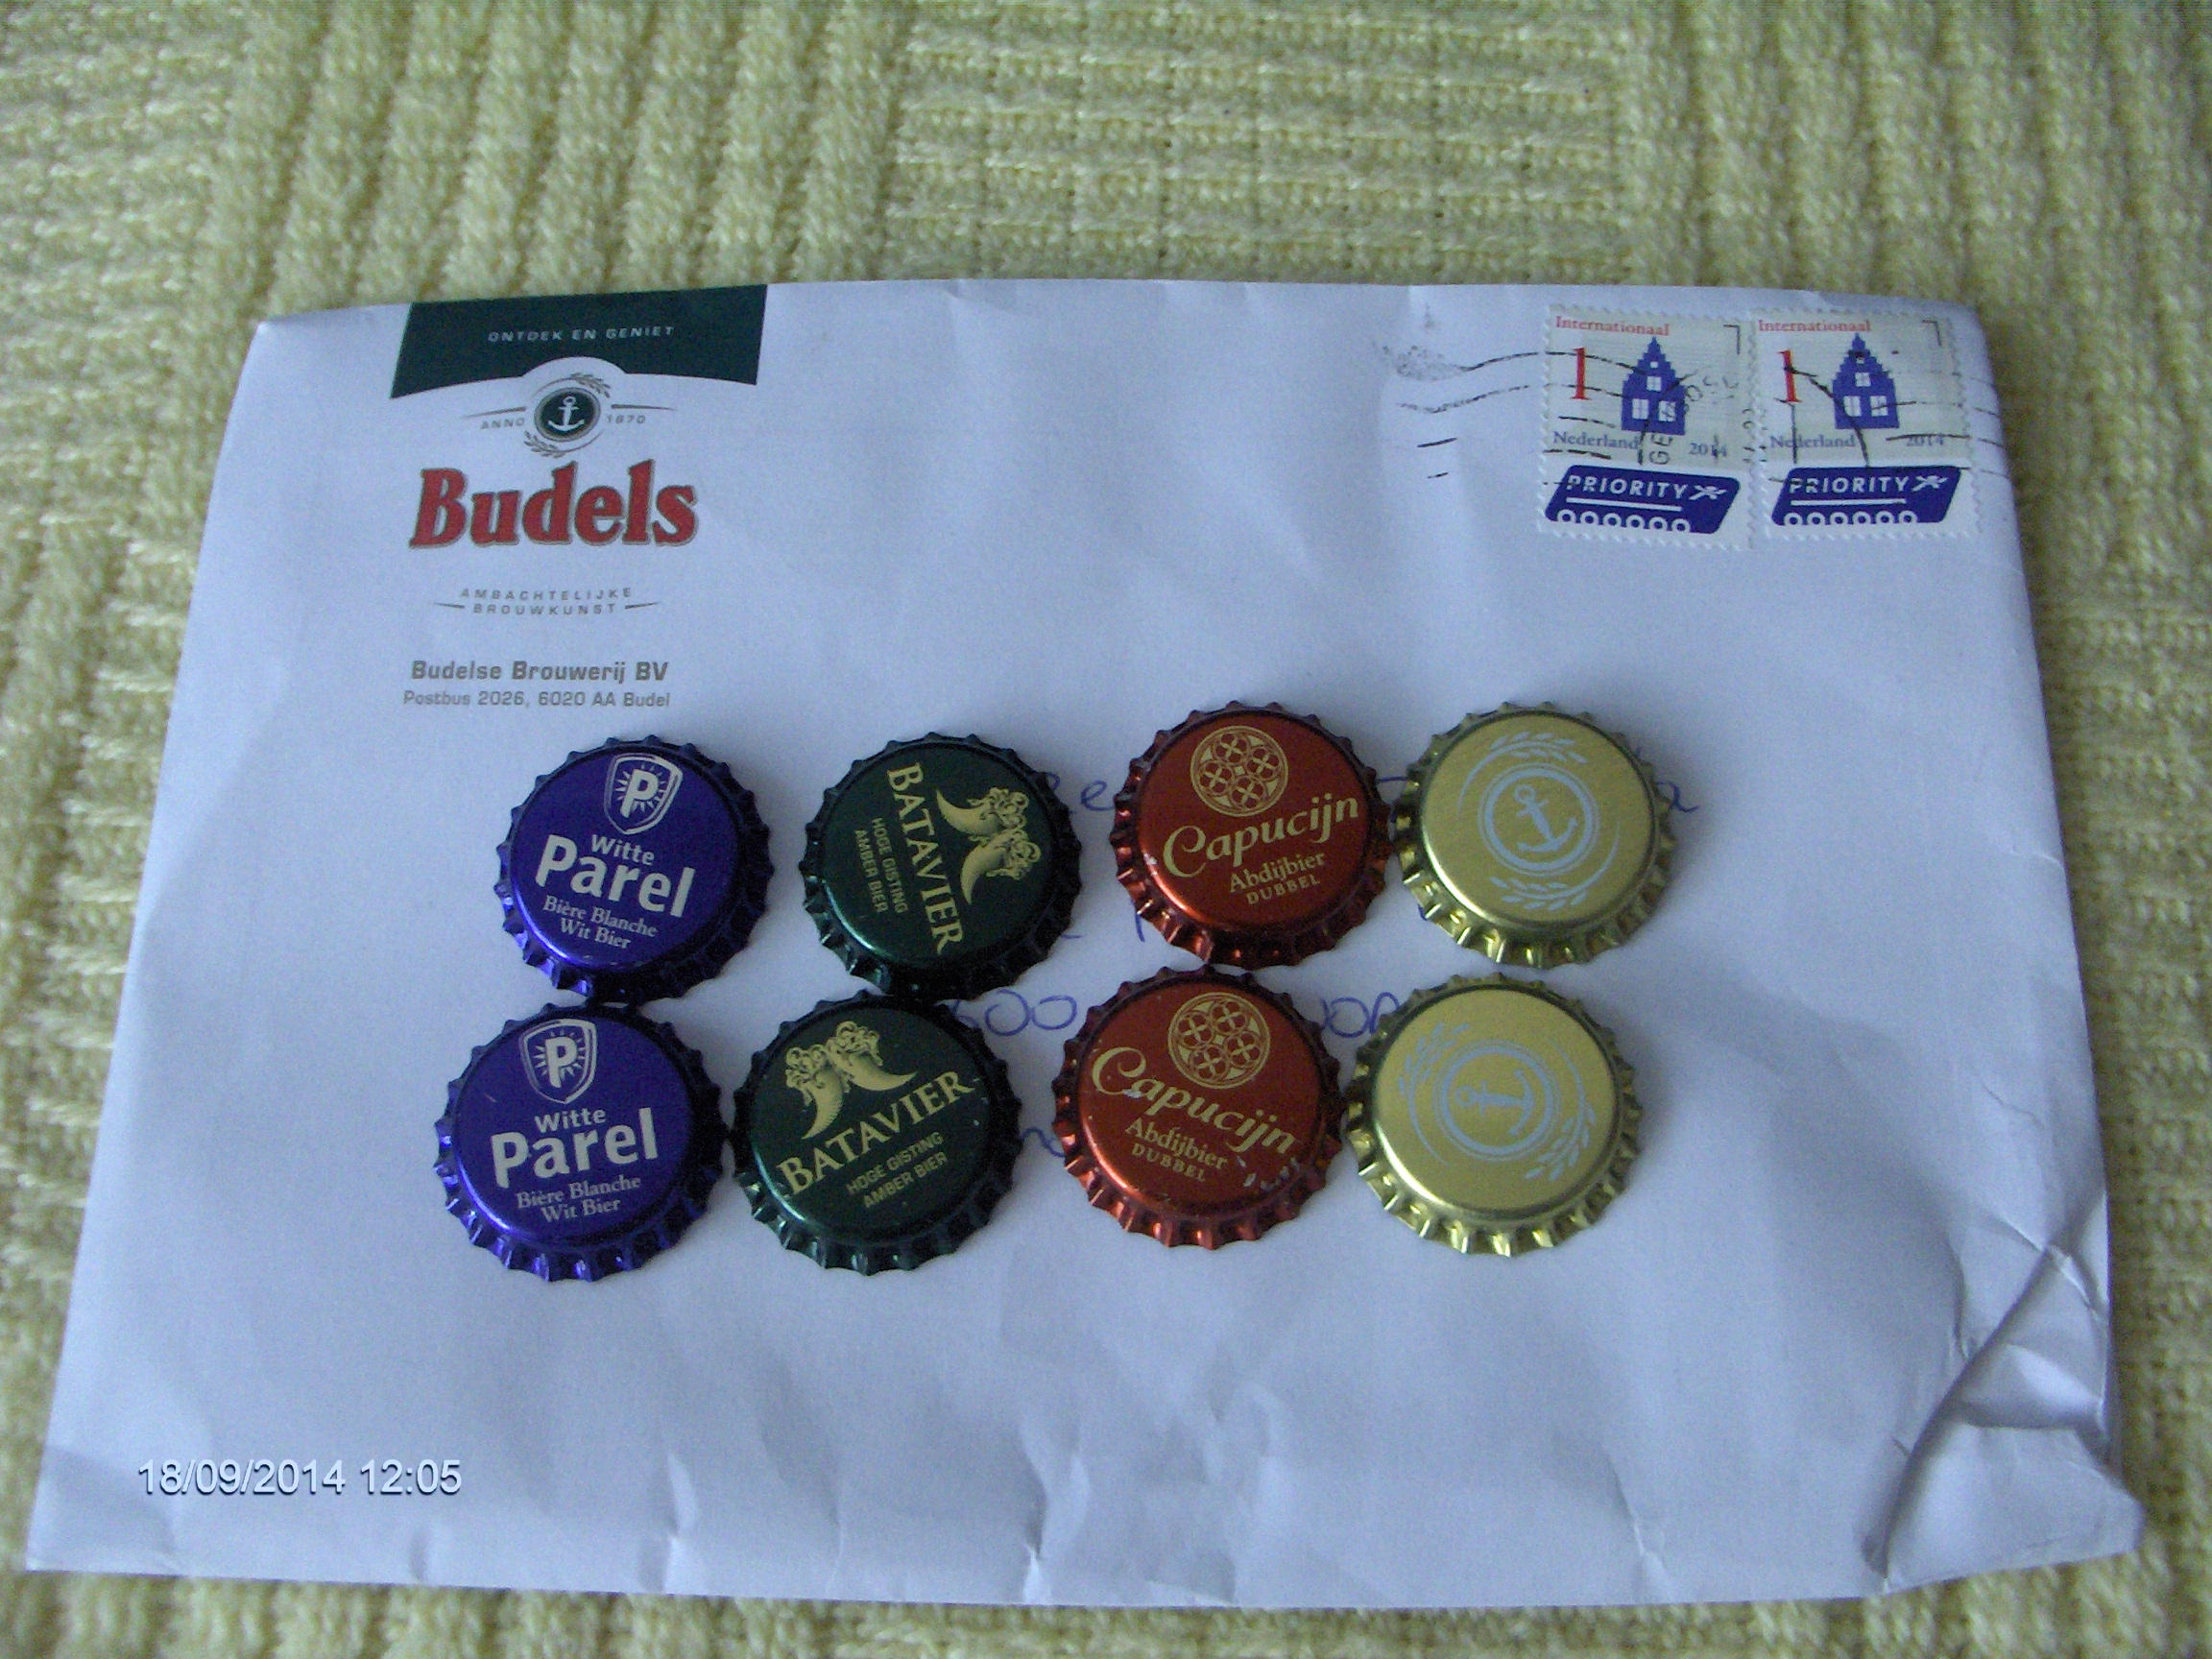 ONTDEK EN GENIET
ANNO 1870
Budels
AMBACHTELIJKE
BROUWKUNST
Budelse Brouwerij BV
Postbus 2026, 6020 AA Budel
Internationaal
1
Nederland 2014
PRIORITY
Internationaal
1
Nederland 2014
PRIORITY
P
Witte
Parel
Bière Blanche
Wit Bier
BATAVIER
HOGE GISTING
AMBER BIER
Capucijn
Abdijbier
DUBBEL
P
Witte
Parel
Bière Blanche
Wit Bier
BATAVIER
HOGE GISTING
AMBER BIER
Capucijn
Abdijbier
DUBBEL
18/09/2014 12:05